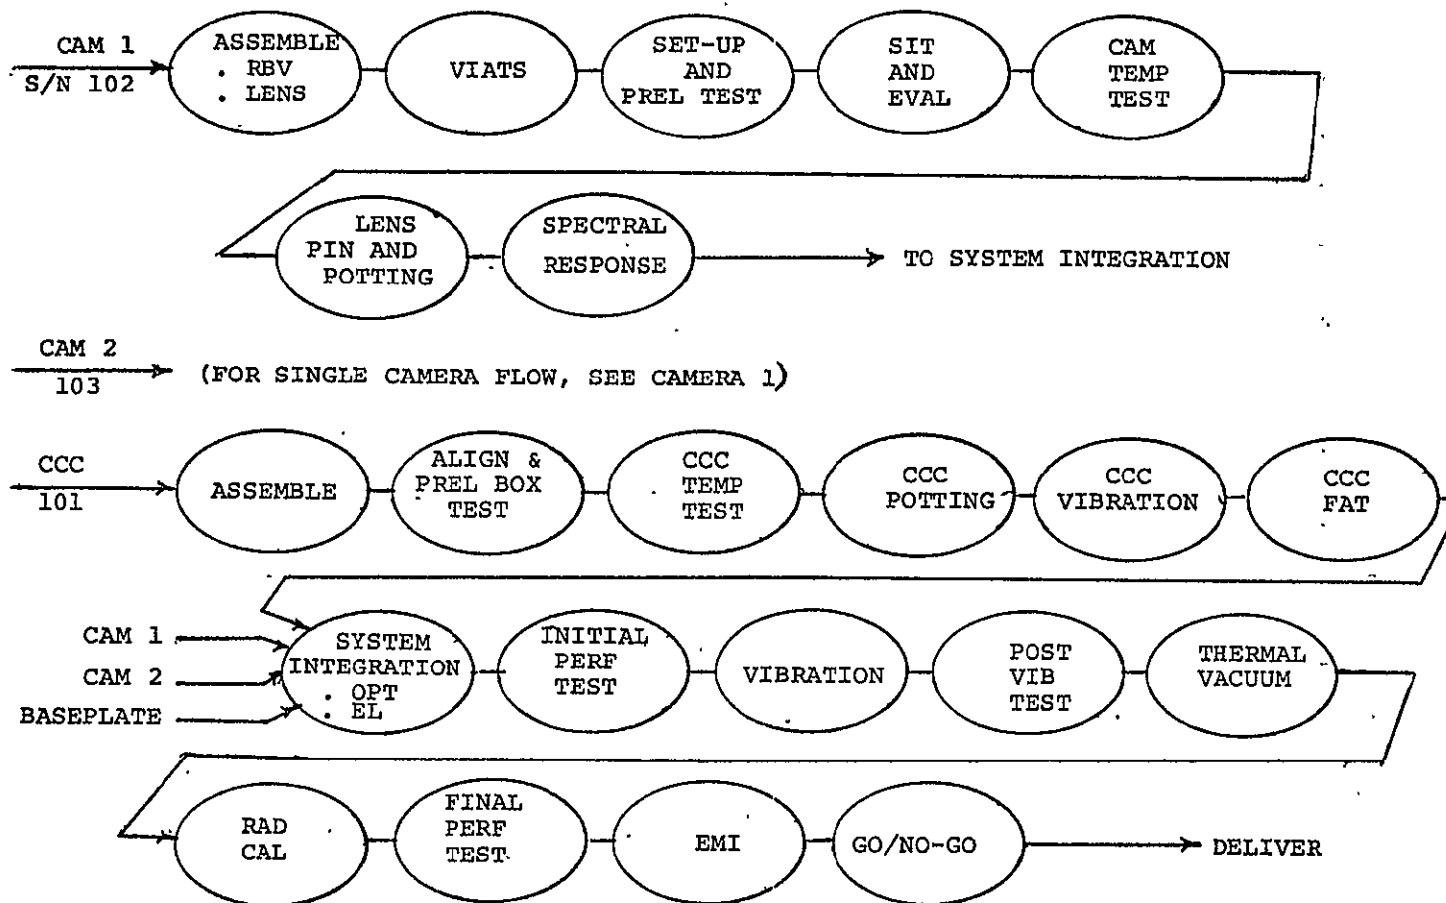 CAM 1
S/N 102
ASSEMBLE
. RBV
. LENS
VIATS
SET-UP
AND
PREL TEST
SIT
AND
EVAL
CAM
TEMP
TEST
LENS
PIN AND
POTTING
SPECTRAL
RESPONSE
TO SYSTEM INTEGRATION
CAM 2
103
(FOR SINGLE CAMERA FLOW, SEE CAMERA 1)
CCC
101
ASSEMBLE
ALIGN &
PREL BOX
TEST
CCC
TEMP
TEST
CCC
POTTING
CCC
VIBRATION
CCC
FAT
CAM 1
CAM 2
BASEPLATE
SYSTEM
INTEGRATION
. OPT
. EL
INITIAL
PERF
TEST
VIBRATION
POST
VIB
TEST
THERMAL
VACUUM
RAD
CAL
FINAL
PERF
TEST
EMI
GO/NO-GO
DELIVER